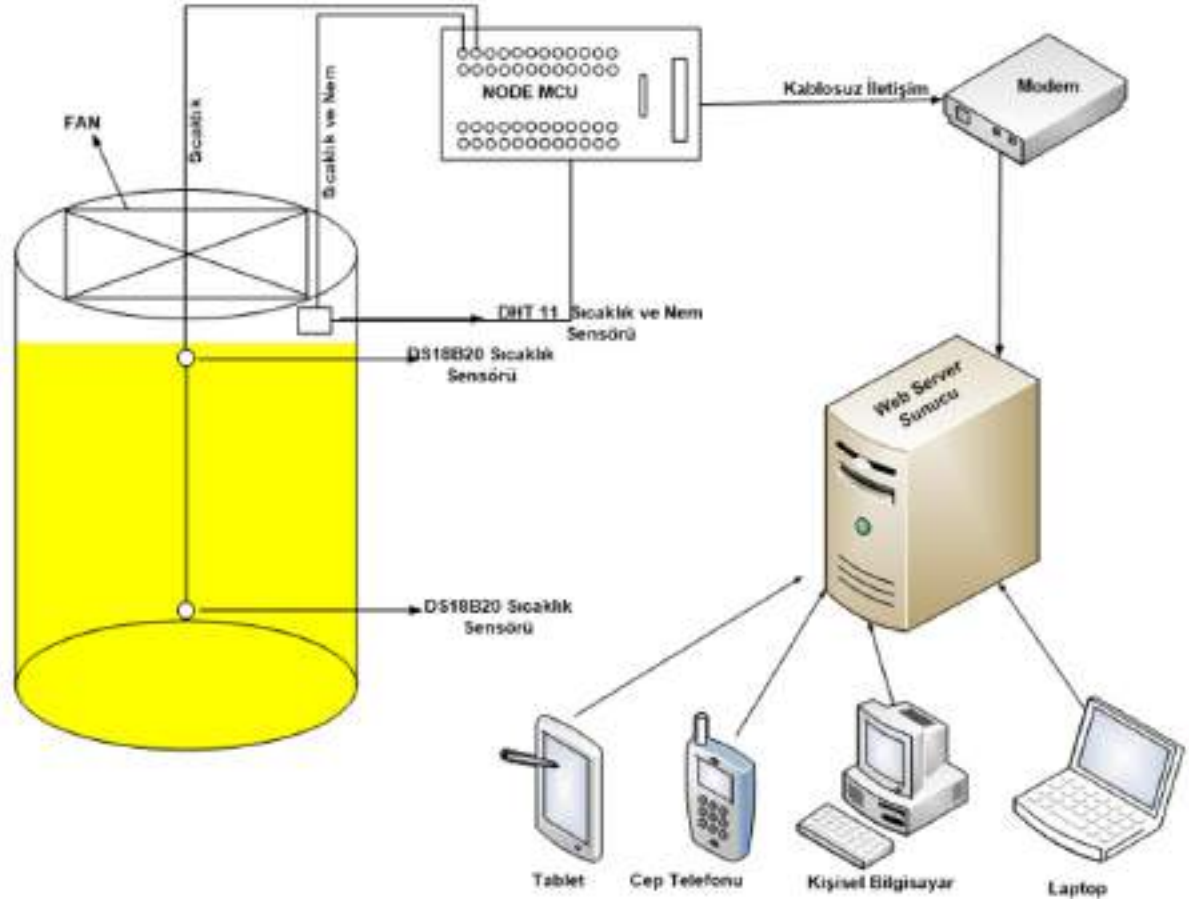 Sıcaklık
Sıcaklık ve Nem
NODE MCU
Kablosuz İletişim
Modem
FAN
DHT 11 Sıcaklık ve Nem
Sensörü
DS18B20 Sıcaklık
Sensörü
Web Server
Sunucu
DS18B20 Sıcaklık
Sensörü
Tablet
Cep Telefonu
Kişisel Bilgisayar
Laptop